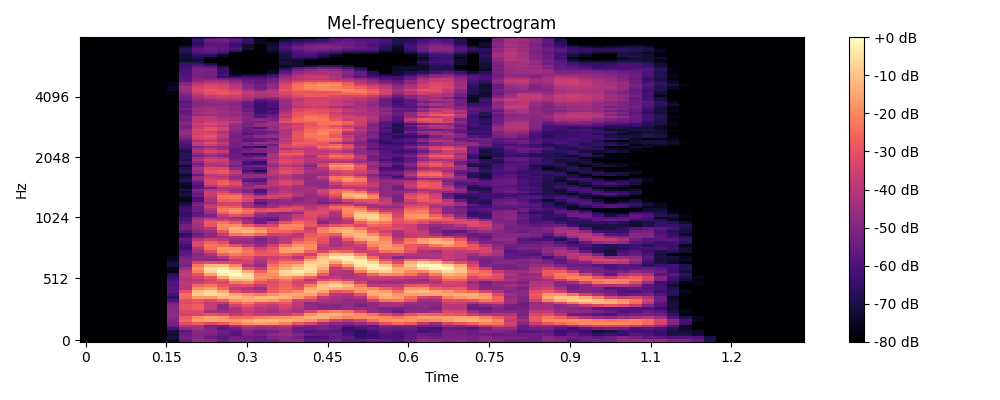 Mel-frequency spectrogram
+0 dB
4096
-10 dB
-20 dB
2048
-30 dB
Hz
-40 dB
1024
-50 dB
512
-60 dB
-70 dB
0
-80 dB
0 0.15 0.3 0.45 0.6 0.75 0.9 1.1 1.2
Time